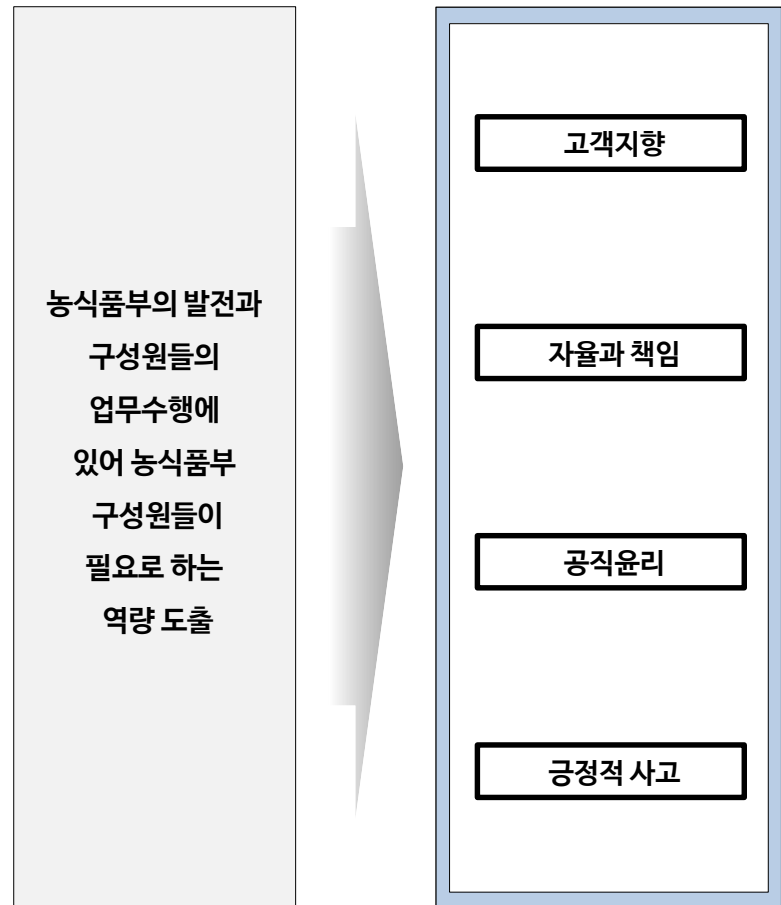 농식품부의 발전과
구성원들의
업무수행에
있어 농식품부
구성원들이
필요로 하는
역량 도출
고객지향
자율과 책임
공직윤리
긍정적 사고